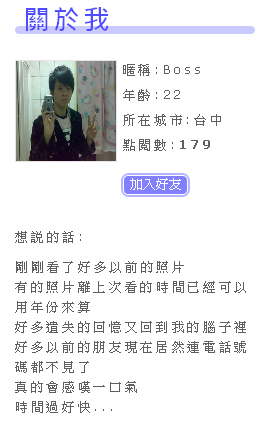 關於我
暱稱:Boss
年齡:22
所在城市:台中
點閱數:179
加入好友
想說的話:
剛剛看了好多以前的照片
有的照片離上次看的時間已經可以
用年份來算
好多遺失的回憶又回到我的腦子裡
好多以前的朋友現在居然連電話號
碼都不見了
真的會感嘆一口氣
時間過好快...